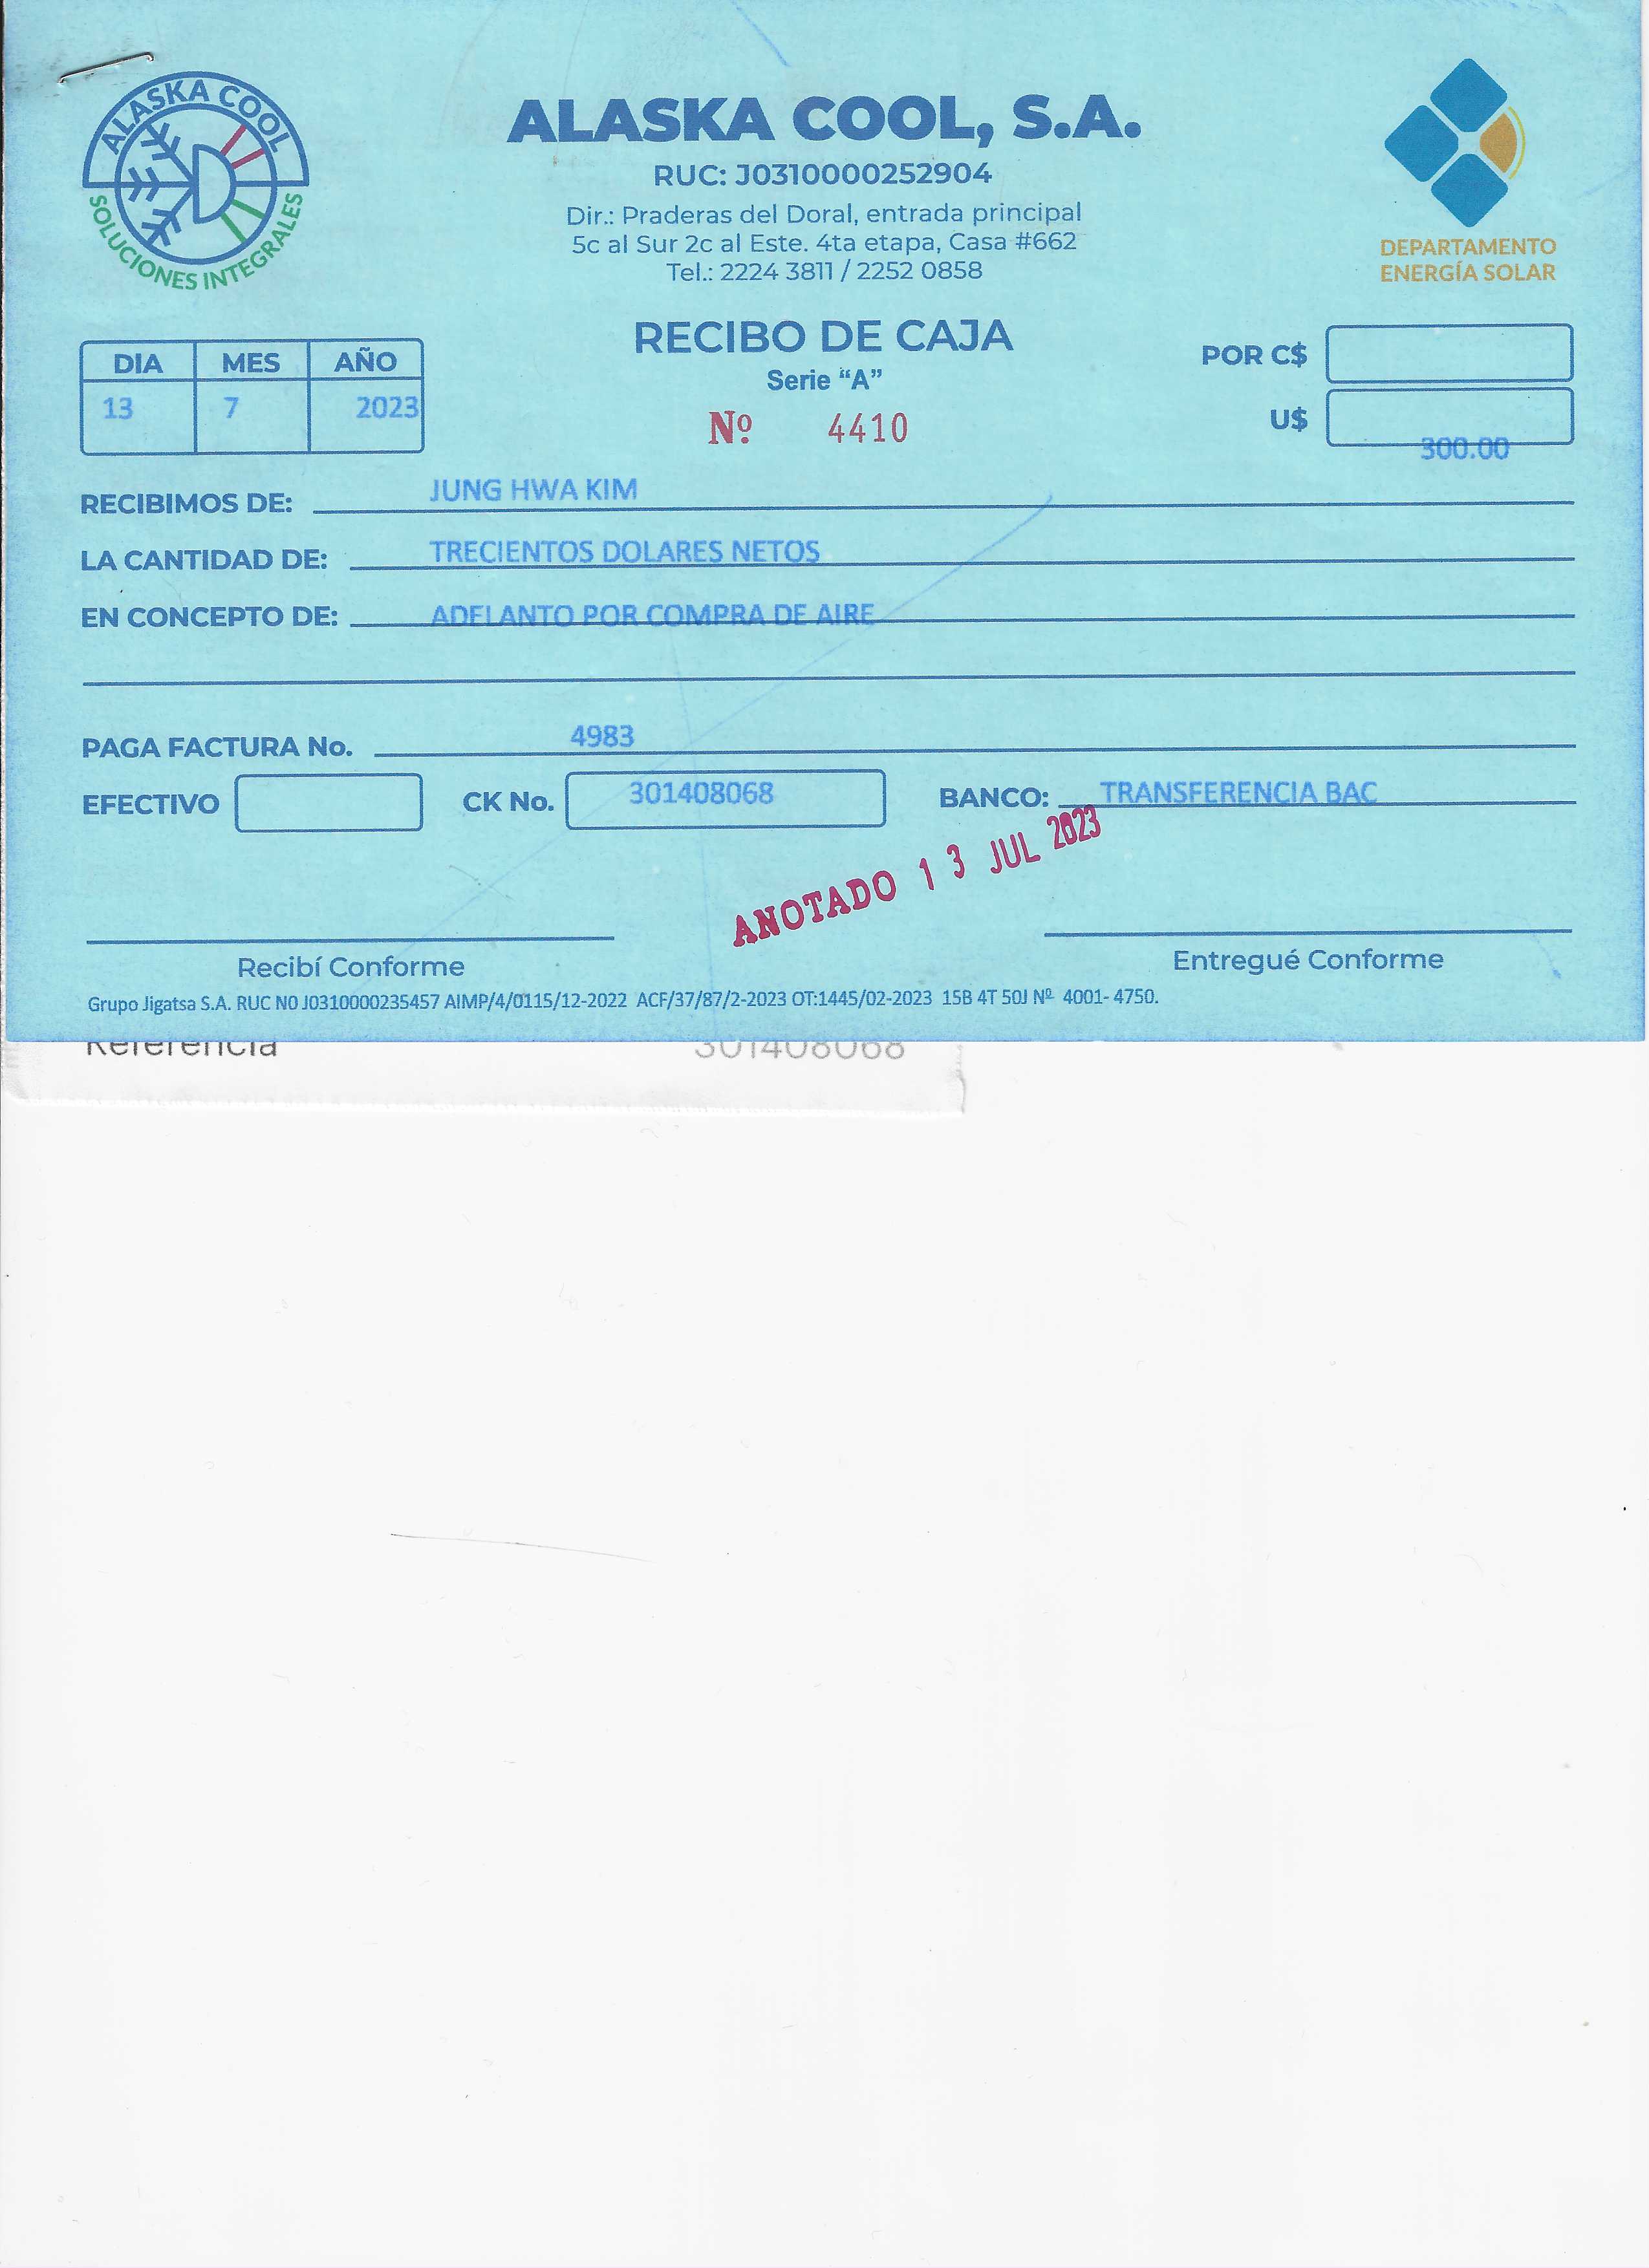 ALASKA COOL
SOLUCIONES INTEGRALES
ALASKA COOL, S.A.
RUC: J0310000252904
Dir.: Praderas del Doral, entrada principal
5c al Sur 2c al Este. 4ta etapa, Casa #662
Tel.: 2224 3811 / 2252 0858
DEPARTAMENTO
ENERGÍA SOLAR
RECIBO DE CAJA
Serie “A”
Nº 4410
DIA MES AÑO
13 7 2023
POR C$
U$ 300.00
RECIBIMOS DE: JUNG HWA KIM
LA CANTIDAD DE: TRECIENTOS DOLARES NETOS
EN CONCEPTO DE: ADELANTO POR COMPRA DE AIRE
PAGA FACTURA No. 4983
EFECTIVO CK No. 301408068 BANCO: TRANSFERENCIA BAC
ANOTADO 13 JUL 2023
Recibí Conforme Entregué Conforme
Grupo Jigatsa S.A. RUC N0 J0310000235457 AIMP/4/0115/12-2022 ACF/37/87/2-2023 OT:1445/02-2023 15B 4T 50J Nº 4001- 4750.
Referencia 301408068